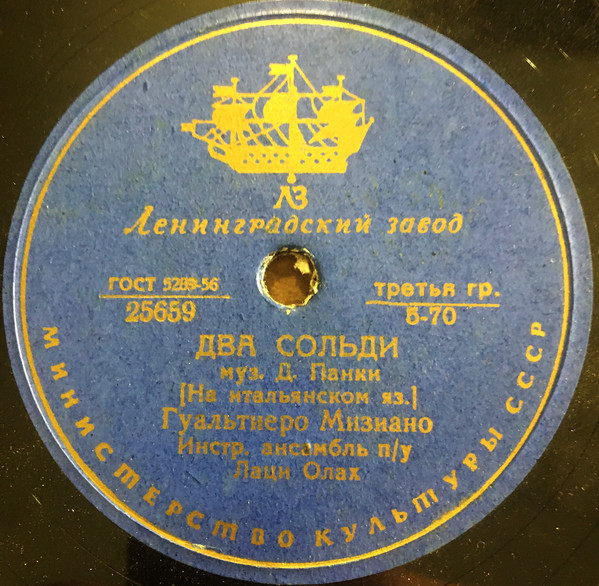 ЛЗ
Ленинградский завод
ГОСТ 5289-56
25659
третья гр.
5-70
ДВА СОЛЬДИ
муз. Д. Панки
[На итальянском яз.]
Гуальтиеро Мизиано
Инстр. ансамбль п/у
Лаци Олах
МИНИСТЕРСТВО КУЛЬТУРЫ СССР